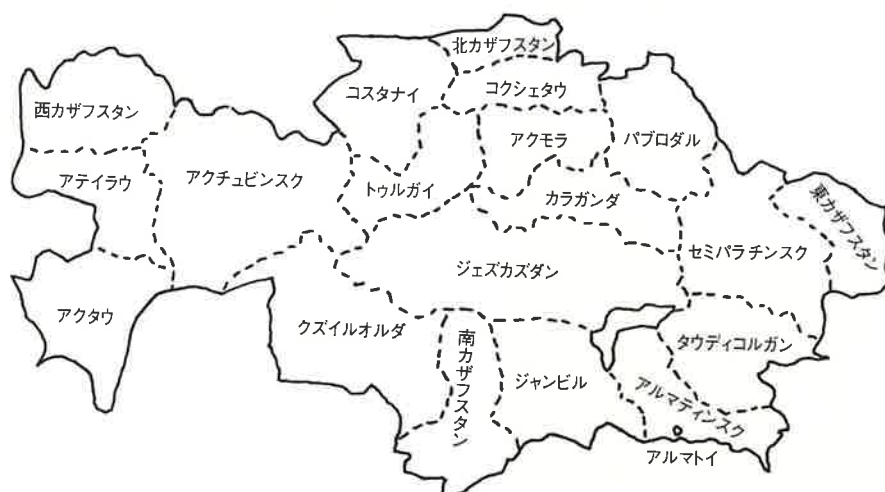 北カザフスタン
コスタナイ
コクシェタウ
西カザフスタン
アクモラ
パブロダル
アテイラウ
アクチュビンスク
トゥルガイ
カラガンダ
東カザフスタン
セミパラチンスク
ジェズカズダン
アクタウ
クズイルオルダ
南カザフスタン
タウディコルガン
ジャンビル
アルマティンスク
アルマトイ